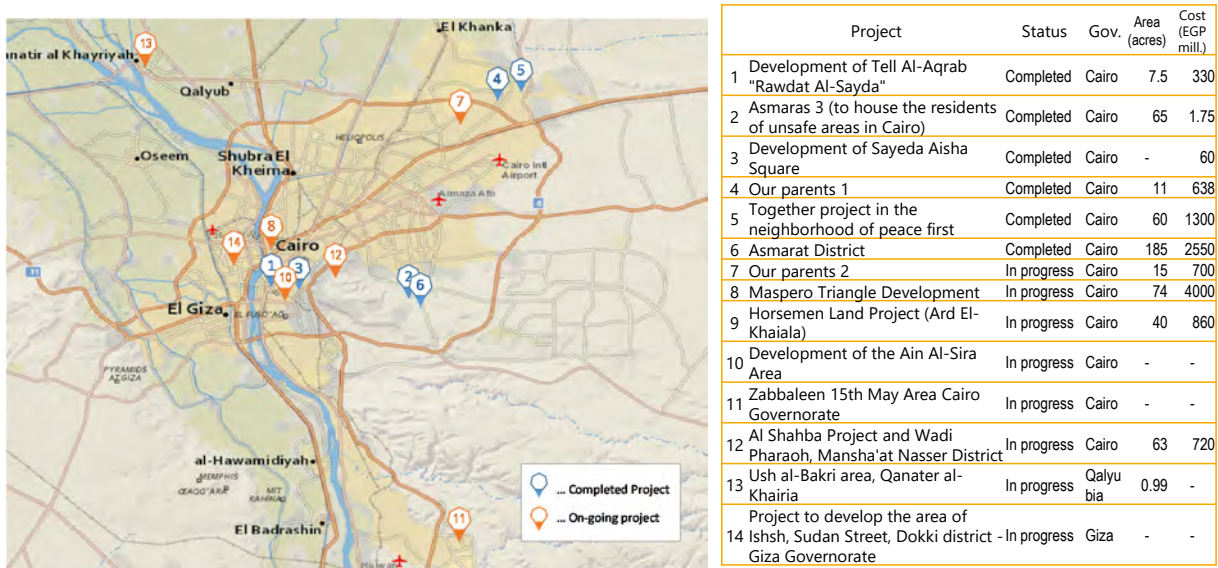 El Khanka
13
anatir al Khayriyah
4
5
Qalyub
7
HELIOPOLIS
Oseem
Shubra El
Kheima
Cairo Intl
Airport
Almaza Afb
4
8
14
Cairo
12
1
3
10
2
6
11
El Giza
EL FUSO'AO
PYRAMIDS
AT GIZA
al-Hawamidiyah
MEMPHIS
MIT
RAHINA
El Badrashin
11
Helwan
... Completed Project
... On-going project
Project Status Gov. Area (acres) Cost (EGP mill.)
1 Development of Tell Al-Aqrab "Rawdat Al-Sayda" Completed Cairo 7.5 330
2 Asmaras 3 (to house the residents of unsafe areas in Cairo) Completed Cairo 65 1.75
3 Development of Sayeda Aisha Square Completed Cairo - 60
4 Our parents 1 Completed Cairo 11 638
5 Together project in the neighborhood of peace first Completed Cairo 60 1300
6 Asmarat District Completed Cairo 185 2550
7 Our parents 2 In progress Cairo 15 700
8 Maspero Triangle Development In progress Cairo 74 4000
9 Horsemen Land Project (Ard El-Khaiala) In progress Cairo 40 860
10 Development of the Ain Al-Sira Area In progress Cairo - -
11 Zabbaleen 15th May Area Cairo Governorate In progress Cairo - -
12 Al Shahba Project and Wadi Pharaoh, Mansha'at Nasser District In progress Cairo 63 720
13 Ush al-Bakri area, Qanater al-Khairia In progress Qalyu bia 0.99 -
14 Project to develop the area of Ishsh, Sudan Street, Dokki district - Giza Governorate In progress Giza - -